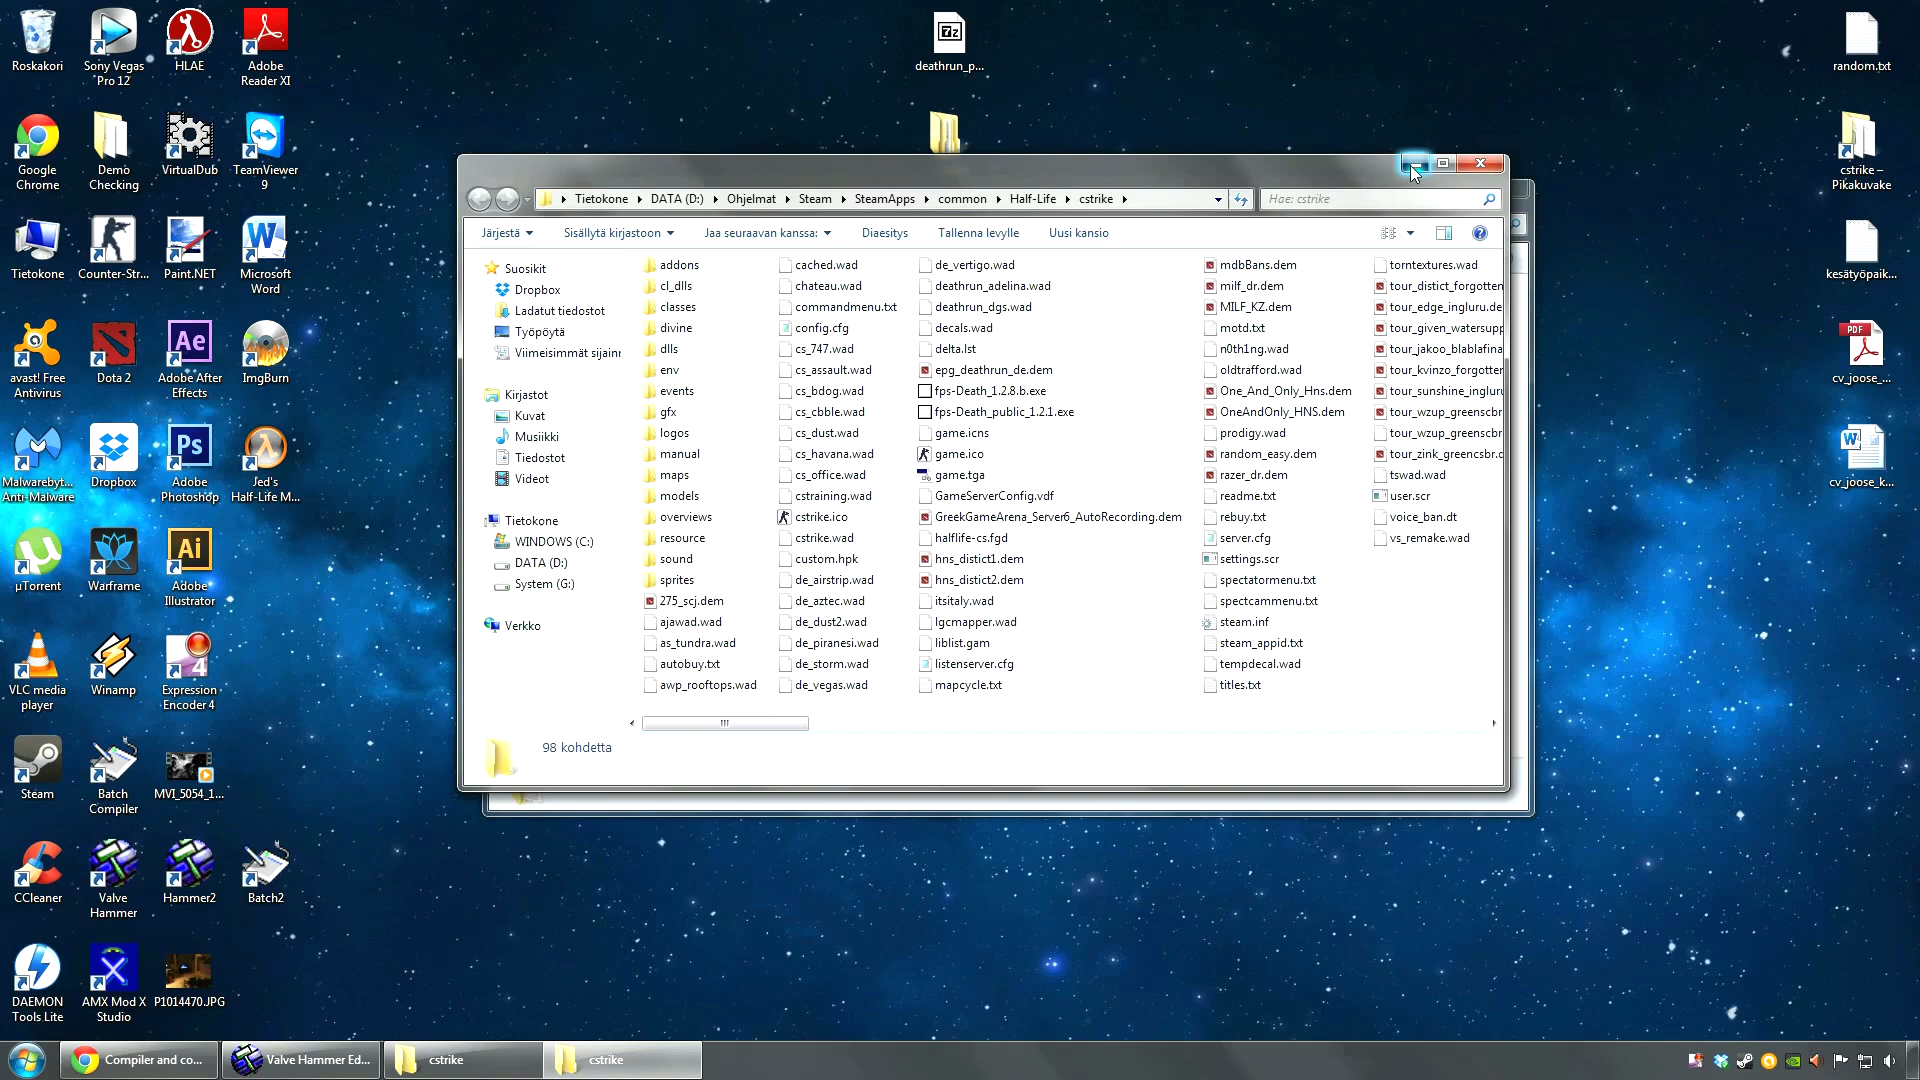 Roskakori
Sony Vegas
Pro 12
HLAE
Adobe
Reader XI
deathrun_p...
random.txt
Google
Chrome
Demo
Checking
VirtualDub
TeamViewer
9
cstrike –
Pikakuvake
Tietokone
Counter-Str...
Paint.NET
Microsoft
Word
kesätyöpaik...
avast! Free
Antivirus
Dota 2
Adobe After
Effects
ImgBurn
cv_joose_...
Malwarebyt...
Anti-Malware
Dropbox
Adobe
Photoshop
Jed's
Half-Life M...
cv_joose_k...
µTorrent
Warframe
Adobe
Illustrator
VLC media
player
Winamp
Expression
Encoder 4
Steam
Batch
Compiler
MVI_5054_1...
CCleaner
Valve
Hammer
Hammer2
Batch2
DAEMON
Tools Lite
AMX Mod X
Studio
P1014470.JPG
Tietokone
DATA (D:)
Ohjelmat
Steam
SteamApps
common
Half-Life
cstrike
Hae: cstrike
Järjestä
Sisällytä kirjastoon
Jaa seuraavan kanssa:
Diaesitys
Tallenna levylle
Uusi kansio
Suosikit
Dropbox
Ladatut tiedostot
Työpöytä
Viimeisimmät sijainn
Kirjastot
Kuvat
Musiikki
Tiedostot
Videot
Tietokone
WINDOWS (C:)
DATA (D:)
System (G:)
Verkko
addons
cl_dlls
classes
divine
dlls
env
events
gfx
logos
manual
maps
models
overviews
resource
sound
sprites
275_scj.dem
ajawad.wad
as_tundra.wad
autobuy.txt
awp_rooftops.wad
cached.wad
chateau.wad
commandmenu.txt
config.cfg
cs_747.wad
cs_assault.wad
cs_bdog.wad
cs_cbble.wad
cs_dust.wad
cs_havana.wad
cs_office.wad
cstraining.wad
cstrike.ico
cstrike.wad
custom.hpk
de_airstrip.wad
de_aztec.wad
de_dust2.wad
de_piranesi.wad
de_storm.wad
de_vegas.wad
de_vertigo.wad
deathrun_adelina.wad
deathrun_dgs.wad
decals.wad
delta.lst
epg_deathrun_de.dem
fps-Death_1.2.8.b.exe
fps-Death_public_1.2.1.exe
game.icns
game.ico
game.tga
GameServerConfig.vdf
GreekGameArena_Server6_AutoRecording.dem
halflife-cs.fgd
hns_distict1.dem
hns_distict2.dem
itsitaly.wad
lgcmapper.wad
liblist.gam
listenserver.cfg
mapcycle.txt
mdbBans.dem
milf_dr.dem
MILF_KZ.dem
motd.txt
n0th1ng.wad
oldtrafford.wad
One_And_Only_Hns.dem
OneAndOnly_HNS.dem
prodigy.wad
random_easy.dem
razer_dr.dem
readme.txt
rebuy.txt
server.cfg
settings.scr
spectatormenu.txt
spectcammenu.txt
steam.inf
steam_appid.txt
tempdecal.wad
titles.txt
torntextures.wad
tour_distict_forgotten
tour_edge_ingluru.de
tour_given_watersupp
tour_jakoo_blablafina
tour_kvinzo_forgotter
tour_sunshine_ingluru
tour_wzup_greenscbr
tour_wzup_greenscbr
tour_zink_greencsbr.d
tswad.wad
user.scr
voice_ban.dt
vs_remake.wad
98 kohdetta
Compiler and co...
Valve Hammer Ed...
cstrike
cstrike